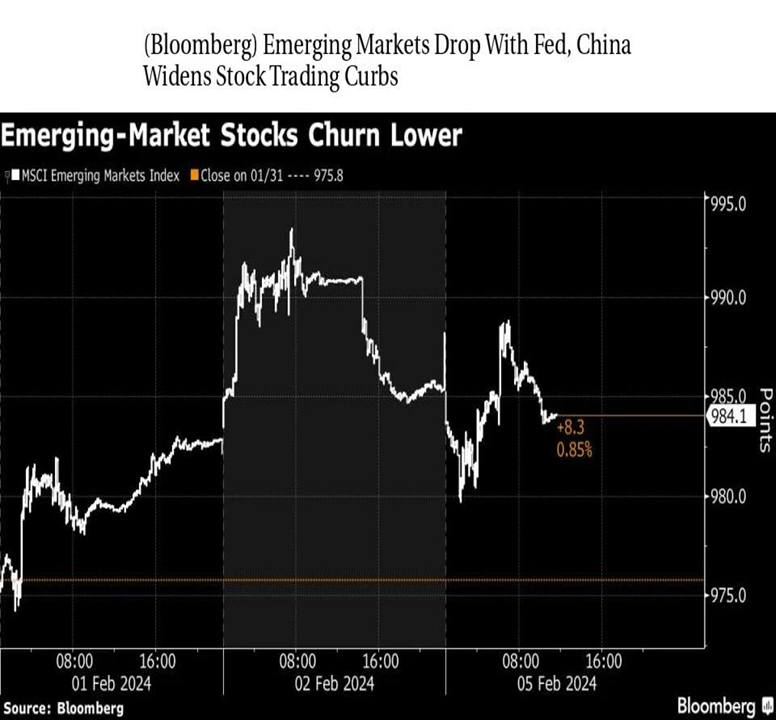 (Bloomberg) Emerging Markets Drop With Fed, China
Widens Stock Trading Curbs
Emerging-Market Stocks Churn Lower
MSCI Emerging Markets Index Close on 01/31 ---- 975.8
995.0
990.0
985.0
984.1
+8.3
0.85%
980.0
975.0
Points
08:00 16:00 08:00 16:00 08:00 16:00
01 Feb 2024 02 Feb 2024 05 Feb 2024
Source: Bloomberg
Bloomberg